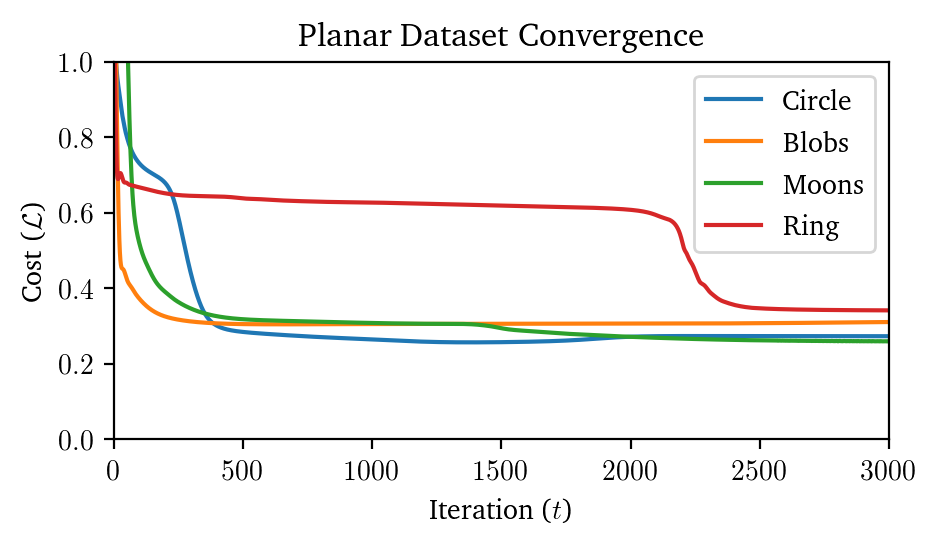 Planar Dataset Convergence
1.0
0.8
0.6
0.4
0.2
0.0
Cost (ℒ)
Circle
Blobs
Moons
Ring
0 500 1000 1500 2000 2500 3000
Iteration (t)